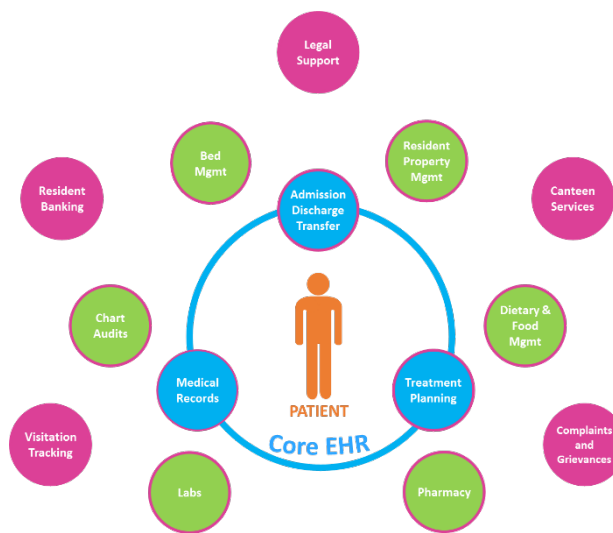 Legal
Support
Bed
Mgmt
Resident
Property
Mgmt
Resident
Banking
Admission
Discharge
Transfer
Canteen
Services
Chart
Audits
Dietary &
Food
Mgmt
Medical
Records
Treatment
Planning
PATIENT
Core EHR
Visitation
Tracking
Complaints
and
Grievances
Labs
Pharmacy